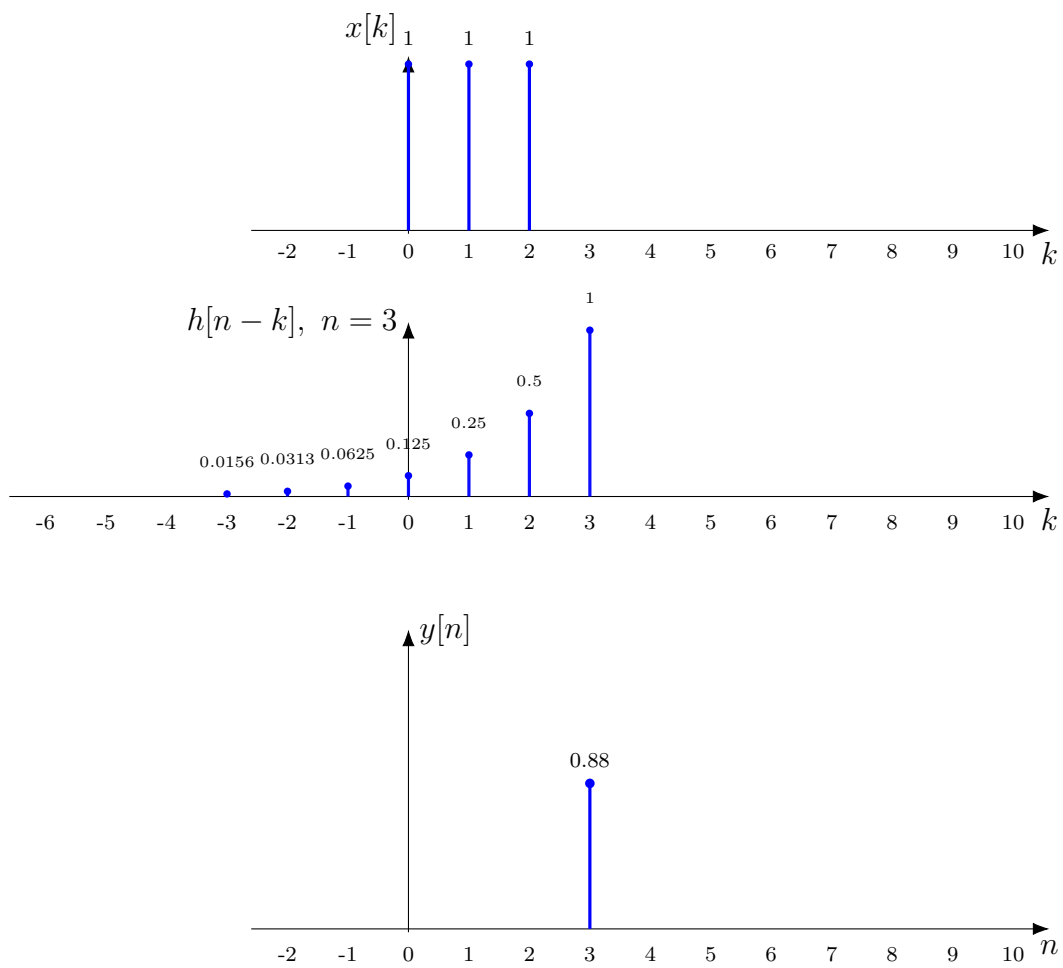 x[k] 1 1 1
-2 -1 0 1 2 3 4 5 6 7 8 9 10
k
1
h[n − k], n = 3
0.5
0.25
0.125
0.0156 0.0313 0.0625
-6 -5 -4 -3 -2 -1 0 1 2 3 4 5 6 7 8 9 10
k
y[n]
0.88
-2 -1 0 1 2 3 4 5 6 7 8 9 10
n